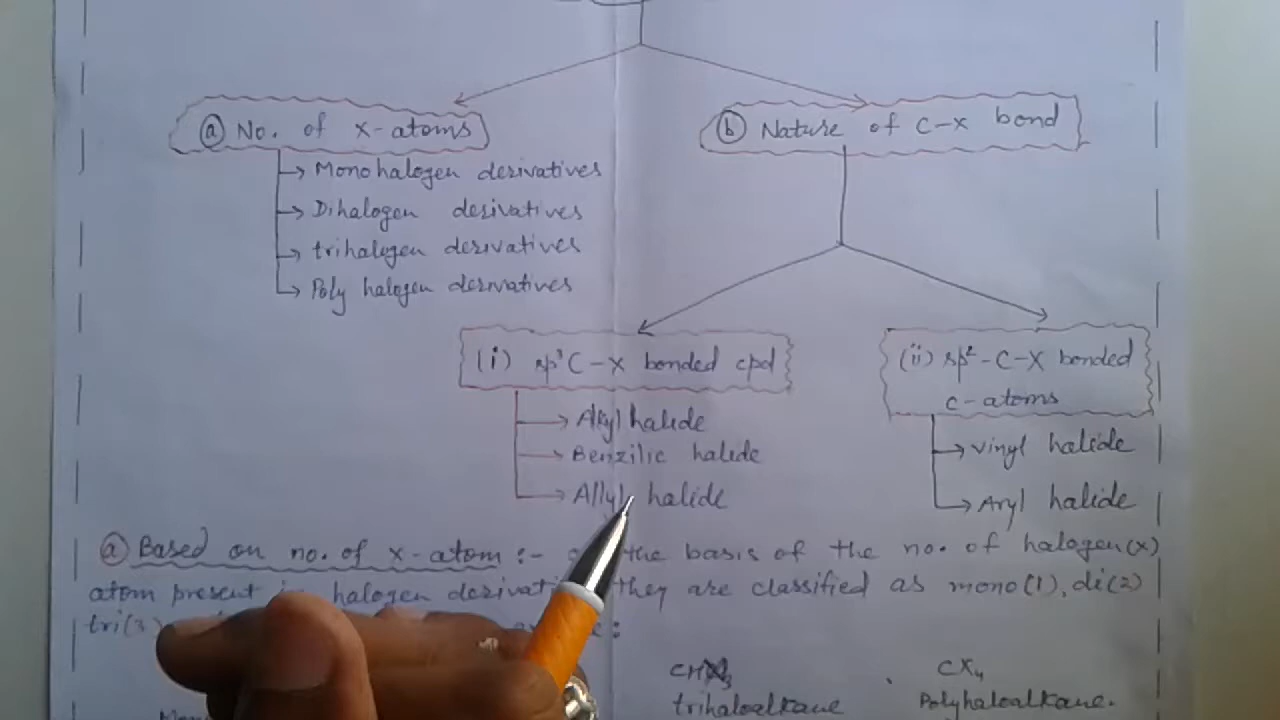 (a) No. of X-atoms
Monohalogen derivatives
Dihalogen derivatives
trihalogen derivatives
Poly halogen derivatives
(b) Nature of C-X bond
(i) sp³C-X bonded cpd
Alkyl halide
Benzilic halide
Allyl halide
(ii) sp²-C-X bonded
c-atoms
vinyl halide
Aryl halide
(a) Based on no. of X-atom :- the basis of the no. of halogen(x)
atom present halogen they are classified as mono(1), di(2)
tri(3)
trihaloalkane
CX₄
Polyhaloalkane.